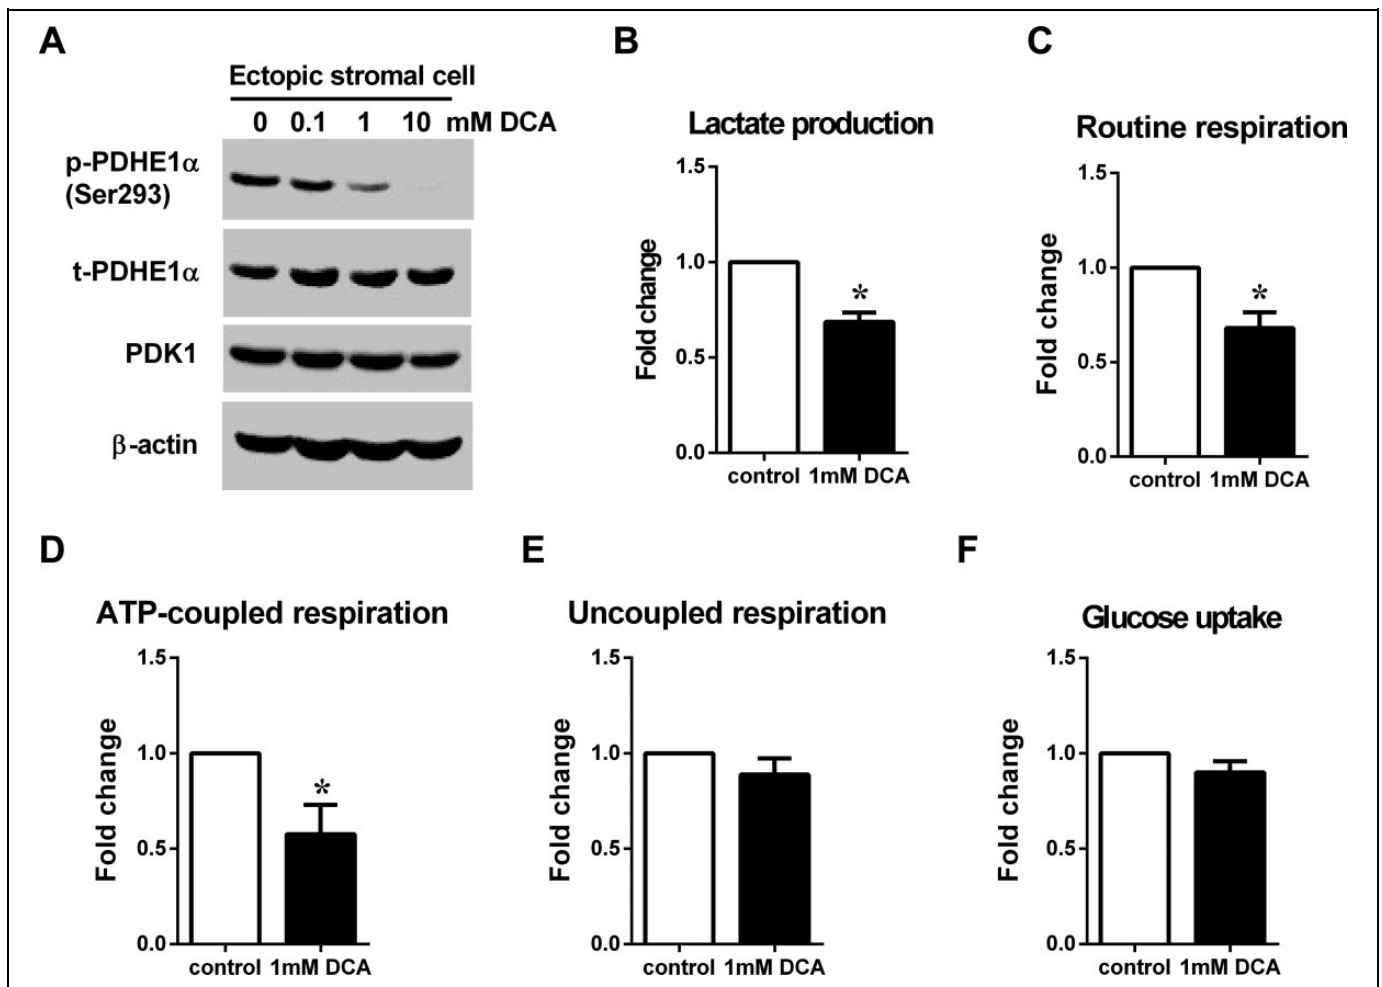 A
Ectopic stromal cell
0 0.1 1 10 mM DCA
p-PDHE1α
(Ser293)
t-PDHE1α
PDK1
β-actin
B
Lactate production
Fold change
1.5
1.0
0.5
0.0
*
control 1mM DCA
C
Routine respiration
Fold change
1.5
1.0
0.5
0.0
*
control 1mM DCA
D
ATP-coupled respiration
Fold change
1.5
1.0
0.5
0.0
*
control 1mM DCA
E
Uncoupled respiration
Fold change
1.5
1.0
0.5
0.0
control 1mM DCA
F
Glucose uptake
Fold change
1.5
1.0
0.5
0.0
control 1mM DCA